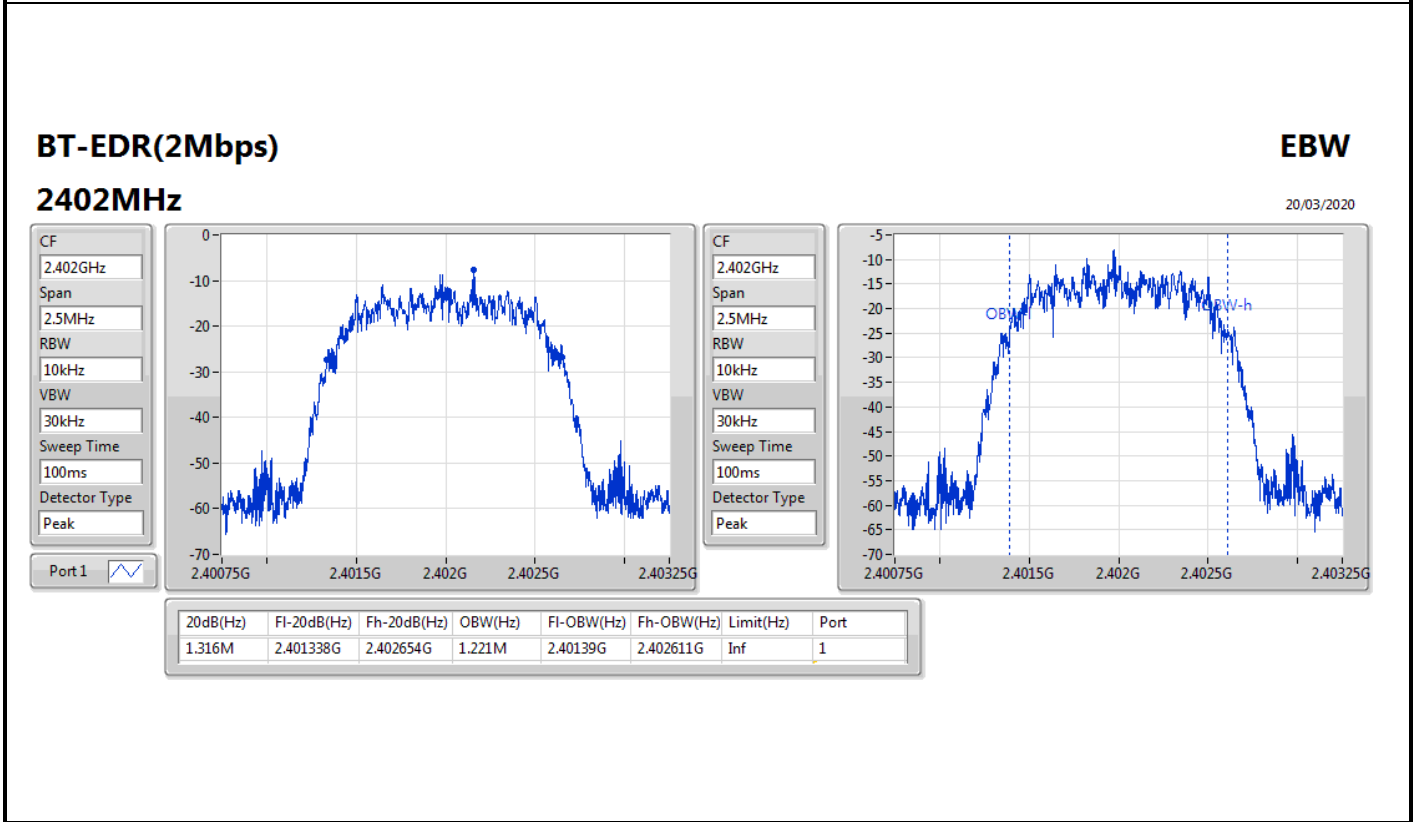 BT-EDR(2Mbps)
EBW
2402MHz
20/03/2020
CF
2.402GHz
Span
2.5MHz
RBW
10kHz
VBW
30kHz
Sweep Time
100ms
Detector Type
Peak
Port 1
0
-10
-20
-30
-40
-50
-60
-70
2.40075G 2.4015G 2.402G 2.4025G 2.40325G
CF
2.402GHz
Span
2.5MHz
RBW
10kHz
VBW
30kHz
Sweep Time
100ms
Detector Type
Peak
-5
-10
-15
-20
-25
-30
-35
-40
-45
-50
-55
-60
-65
-70
2.40075G 2.4015G 2.402G 2.4025G 2.40325G
20dB(Hz) Fl-20dB(Hz) Fh-20dB(Hz) OBW(Hz) Fl-OBW(Hz) Fh-OBW(Hz) Limit(Hz) Port
1.316M 2.401338G 2.402654G 1.221M 2.40139G 2.402611G Inf 1